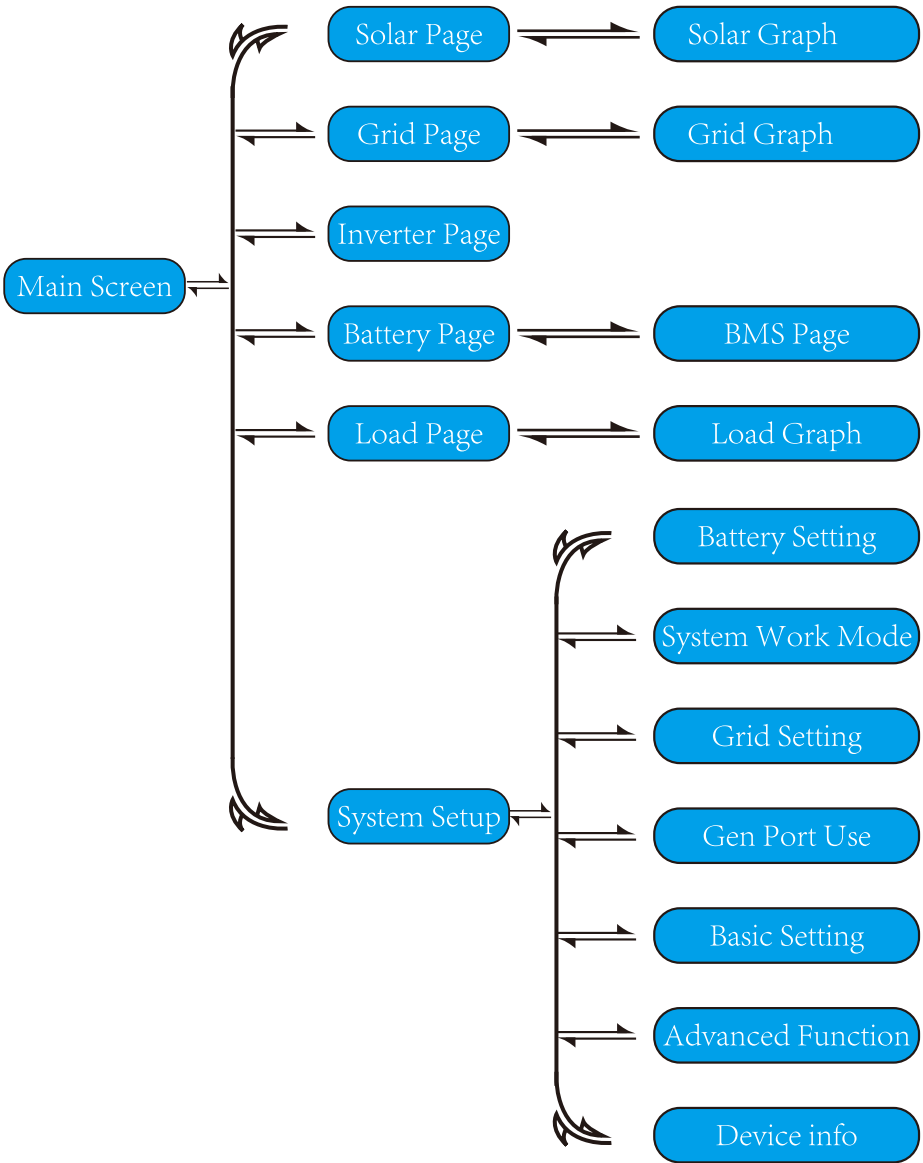 Solar Page
Solar Graph
Grid Page
Grid Graph
Inverter Page
Main Screen
Battery Page
BMS Page
Load Page
Load Graph
Battery Setting
System Work Mode
Grid Setting
System Setup
Gen Port Use
Basic Setting
Advanced Function
Device info